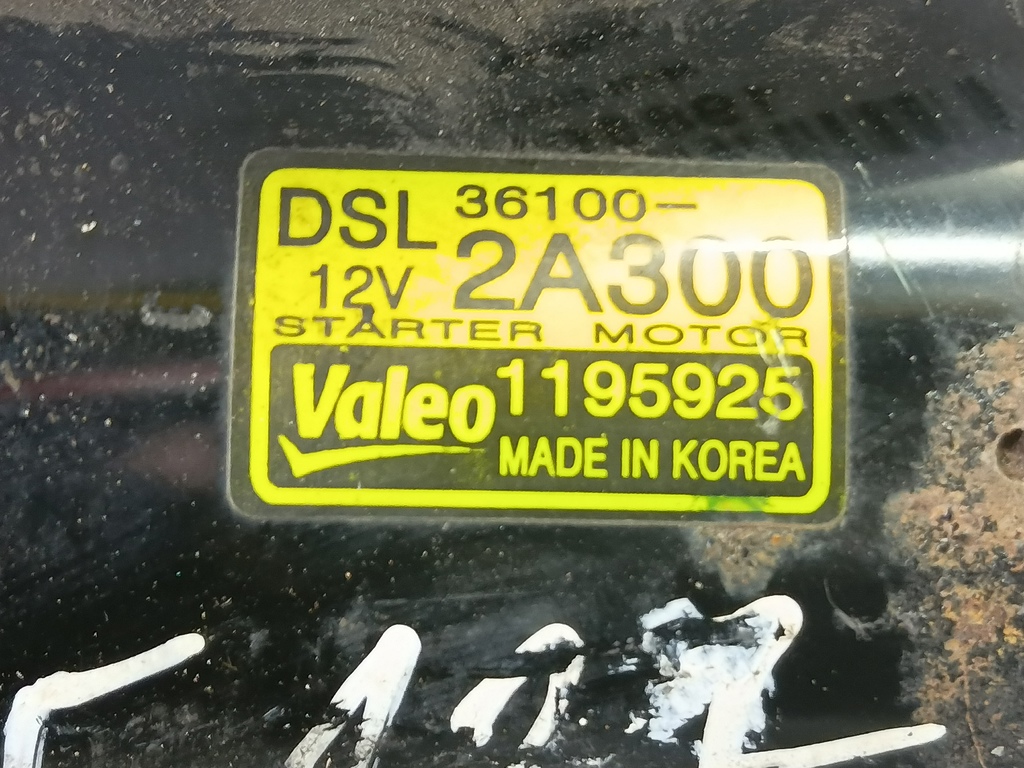 DSL 36100-
12V 2A300
STARTER MOTOR
Valeo 1195925
MADE IN KOREA